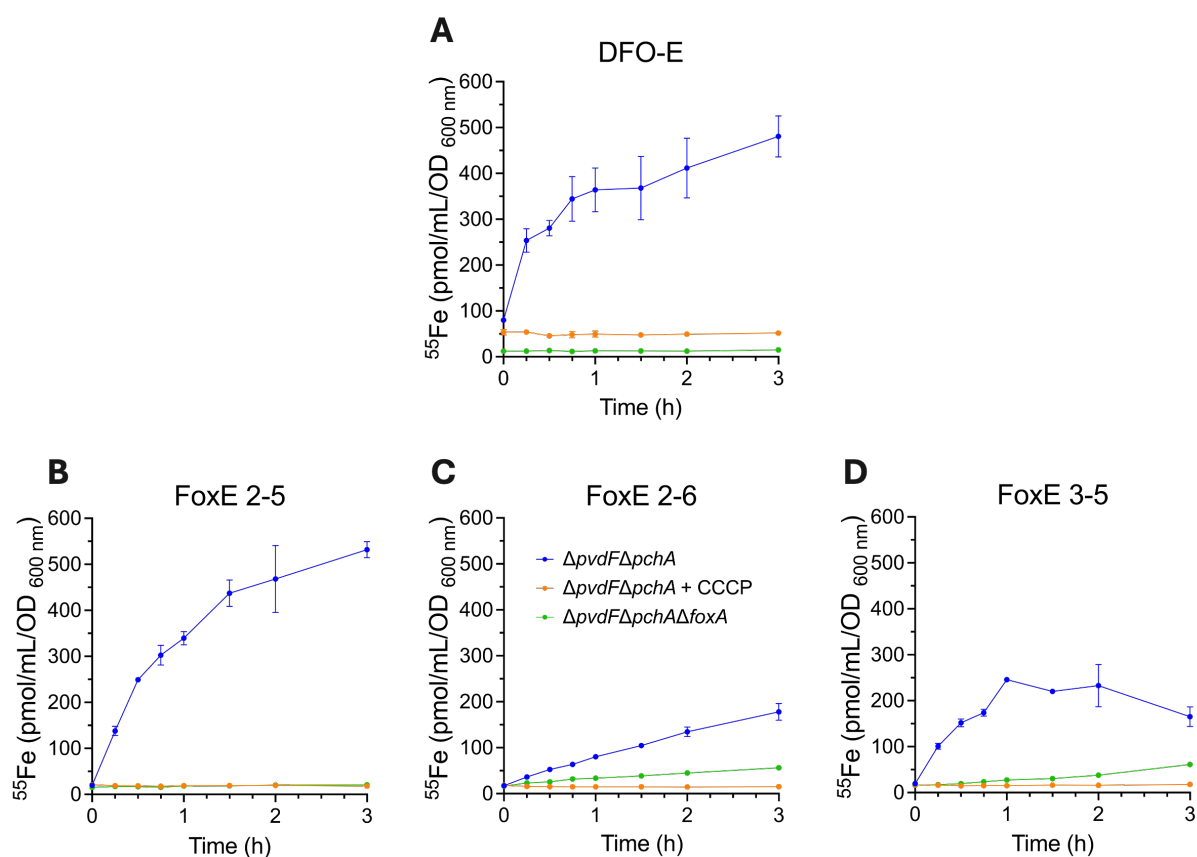 A
DFO-E
55Fe (pmol/mL/OD 600 nm)
600
500
400
300
200
100
0
0 1 2 3
Time (h)
B
FoxE 2-5
55Fe (pmol/mL/OD 600 nm)
600
500
400
300
200
100
0
0 1 2 3
Time (h)
C
FoxE 2-6
55Fe (pmol/mL/OD 600 nm)
600
500
400
300
200
100
0
ΔpvdFΔpchA
ΔpvdFΔpchA + CCCP
ΔpvdFΔpchAΔfoxA
0 1 2 3
Time (h)
D
FoxE 3-5
55Fe (pmol/mL/OD 600 nm)
600
500
400
300
200
100
0
0 1 2 3
Time (h)